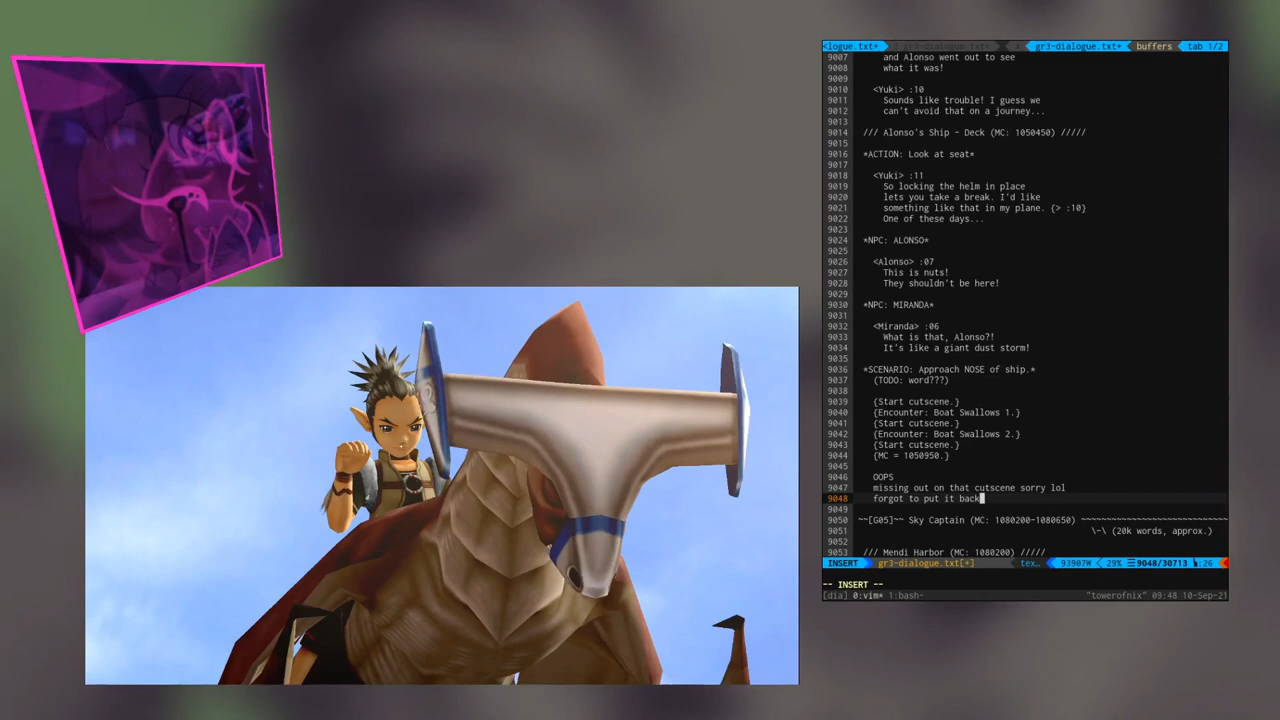 <logue.txt+ 2 gr3-dialogue.txt+ x gr3-dialogue.txt+ buffers tab 1/2
9007 and Alonso went out to see
9008 what it was!
9009
9010 <Yuki> :10
9011 Sounds like trouble! I guess we
9012 can't avoid that on a journey...
9013
9014 /// Alonso's Ship - Deck (MC: 1050450) /////
9015
9016 *ACTION: Look at seat*
9017
9018 <Yuki> :11
9019 So locking the helm in place
9020 lets you take a break. I'd like
9021 something like that in my plane. {> :10}
9022 One of these days...
9023
9024 *NPC: ALONSO*
9025
9026 <Alonso> :07
9027 This is nuts!
9028 They shouldn't be here!
9029
9030 *NPC: MIRANDA*
9031
9032 <Miranda> :06
9033 What is that, Alonso?!
9034 It's like a giant dust storm!
9035
9036 *SCENARIO: Approach NOSE of ship.*
9037 (TODO: word???)
9038
9039 {Start cutscene.}
9040 {Encounter: Boat Swallows 1.}
9041 {Start cutscene.}
9042 {Encounter: Boat Swallows 2.}
9043 {Start cutscene.}
9044 {MC = 1050950.}
9045
9046 OOPS
9047 missing out on that cutscene sorry lol
9048 forgot to put it back
9049
9050 ~~[G05]~~ Sky Captain (MC: 1080200-1080650) ~~~~~~~~~~~~~~~~~~~~~~~~~~~
9051 \-\ (20k words, approx.)
9052
9053 /// Mendi Harbor (MC: 1080200) /////
INSERT gr3-dialogue.txt[+] tex… 93907W 29% ☰9048/30713 :26
-- INSERT --
[dia] 0:vim* 1:bash- "towerofnix" 09:48 10-Sep-21